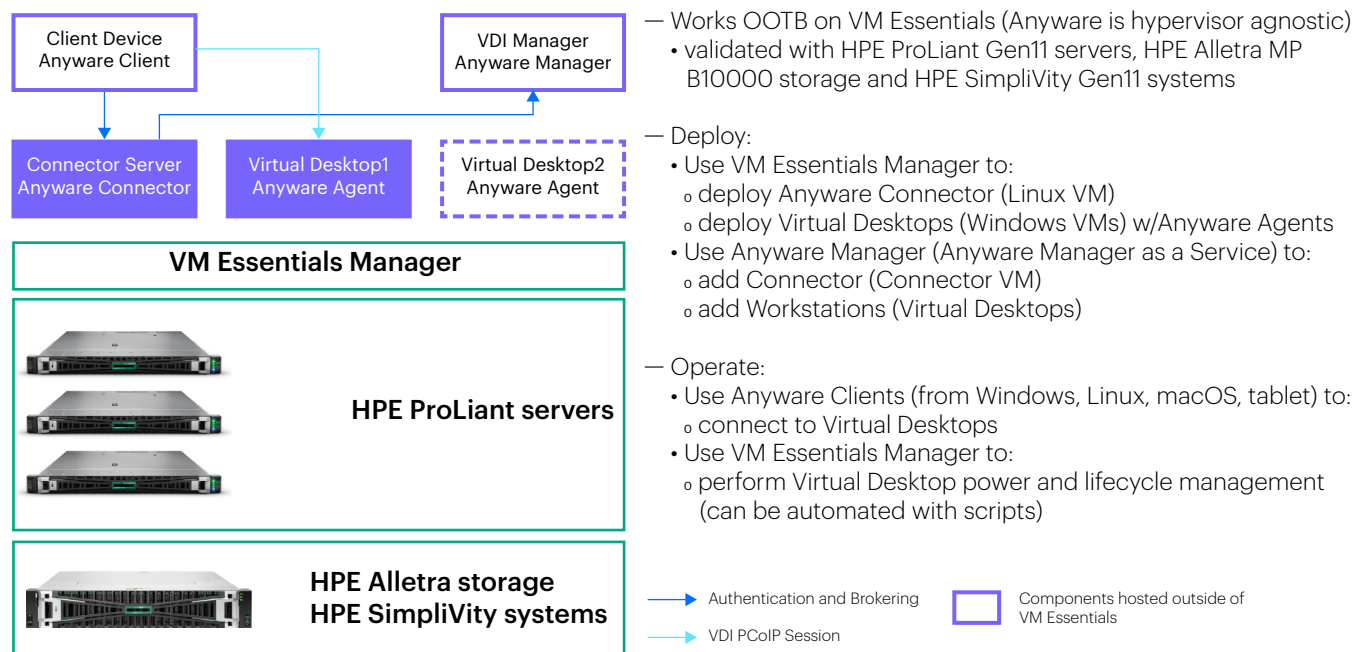 Client Device
Anyware Client
VDI Manager
Anyware Manager
Connector Server
Anyware Connector
Virtual Desktop1
Anyware Agent
Virtual Desktop2
Anyware Agent
VM Essentials Manager
HPE ProLiant servers
HPE Alletra storage
HPE SimpliVity systems
— Works OOTB on VM Essentials (Anyware is hypervisor agnostic)
• validated with HPE ProLiant Gen11 servers, HPE Alletra MP
B10000 storage and HPE SimpliVity Gen11 systems
— Deploy:
• Use VM Essentials Manager to:
o deploy Anyware Connector (Linux VM)
o deploy Virtual Desktops (Windows VMs) w/Anyware Agents
• Use Anyware Manager (Anyware Manager as a Service) to:
o add Connector (Connector VM)
o add Workstations (Virtual Desktops)
— Operate:
• Use Anyware Clients (from Windows, Linux, macOS, tablet) to:
o connect to Virtual Desktops
• Use VM Essentials Manager to:
o perform Virtual Desktop power and lifecycle management
(can be automated with scripts)
Authentication and Brokering
VDI PCoIP Session
Components hosted outside of
VM Essentials